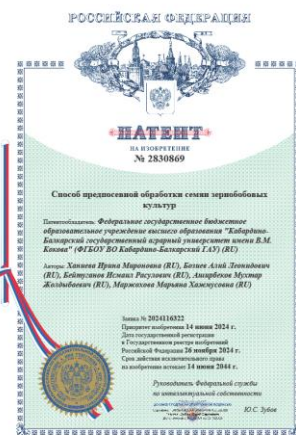 РОССИЙСКАЯ ФЕДЕРАЦИЯ
ПАТЕНТ
НА ИЗОБРЕТЕНИЕ
№ 2830869
Способ предпосевной обработки семян зернобобовых
культур
Патентообладатель: Федеральное государственное бюджетное
образовательное учреждение высшего образования "Кабардино-
Балкарский государственный аграрный университет имени В.М.
Кокова" (ФГБОУ ВО Кабардино-Балкарский ГАУ) (RU)
Авторы: Ханиева Ирина Мироновна (RU), Бозиев Алий Леонидович
(RU), Бейтуганов Исмаил Расулович (RU), Амирбеков Мухтар
Жолдыбаевич (RU), Маржохова Марьяна Хажмусовна (RU)
Заявка № 2024116322
Приоритет изобретения 14 июня 2024 г.
Дата государственной регистрации
в Государственном реестре изобретений
Российской Федерации 26 ноября 2024 г.
Срок действия исключительного права
на изобретение истекает 14 июня 2044 г.
Руководитель Федеральной службы
по интеллектуальной собственности
Ю.С. Зубов